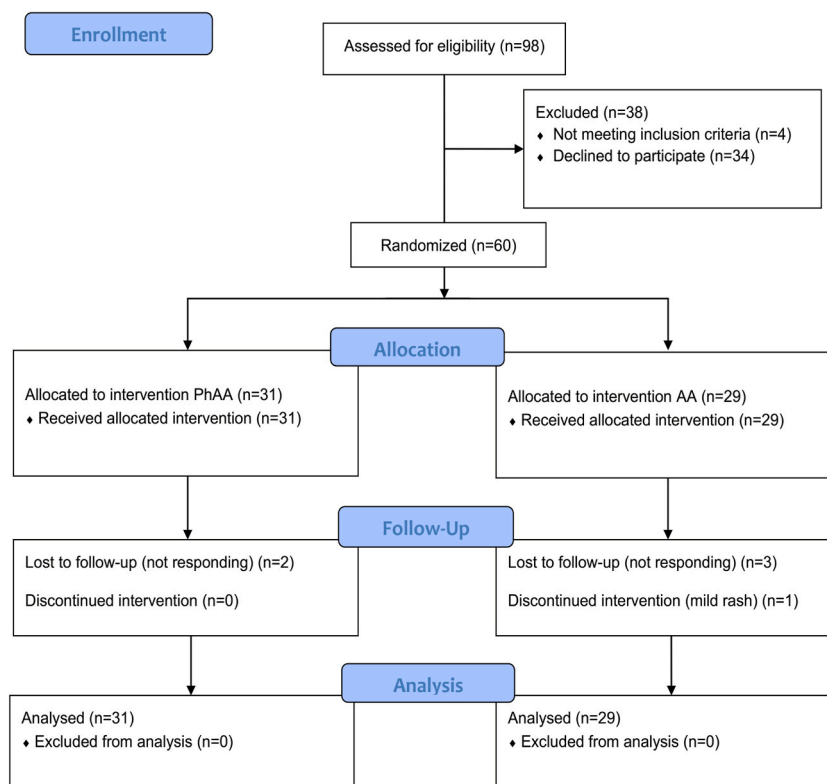 Enrollment
Assessed for eligibility (n=98)
Excluded (n=38)
♦ Not meeting inclusion criteria (n=4)
♦ Declined to participate (n=34)
Randomized (n=60)
Allocation
Allocated to intervention PhAA (n=31)
♦ Received allocated intervention (n=31)
Allocated to intervention AA (n=29)
♦ Received allocated intervention (n=29)
Follow-Up
Lost to follow-up (not responding) (n=2)
Discontinued intervention (n=0)
Lost to follow-up (not responding) (n=3)
Discontinued intervention (mild rash) (n=1)
Analysis
Analysed (n=31)
♦ Excluded from analysis (n=0)
Analysed (n=29)
♦ Excluded from analysis (n=0)